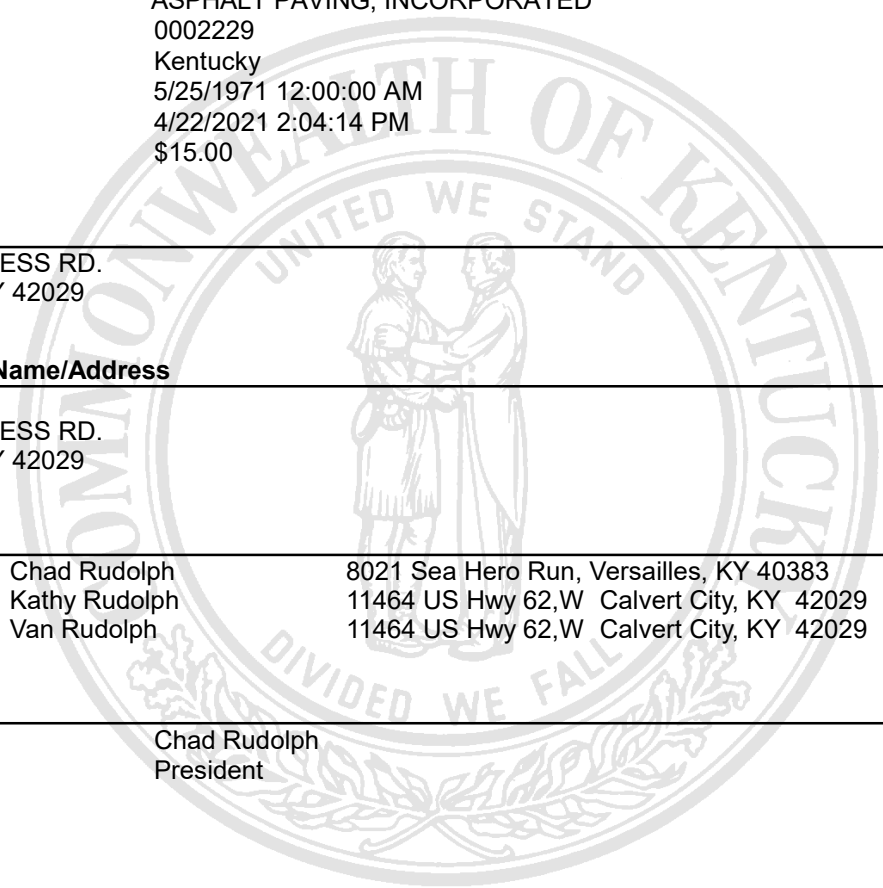 ASPHALT PAVING, INCORPORATED
0002229
Kentucky
5/25/1971 12:00:00 AM
4/22/2021 2:04:14 PM
$15.00
ESS RD.
42029
Name/Address
ESS RD.
42029
Chad Rudolph 8021 Sea Hero Run, Versailles, KY 40383
Kathy Rudolph 11464 US Hwy 62,W Calvert City, KY 42029
Van Rudolph 11464 US Hwy 62,W Calvert City, KY 42029
Chad Rudolph
President
COMMONWEALTH OF KENTUCKY
UNITED WE STAND
DIVIDED WE FALL